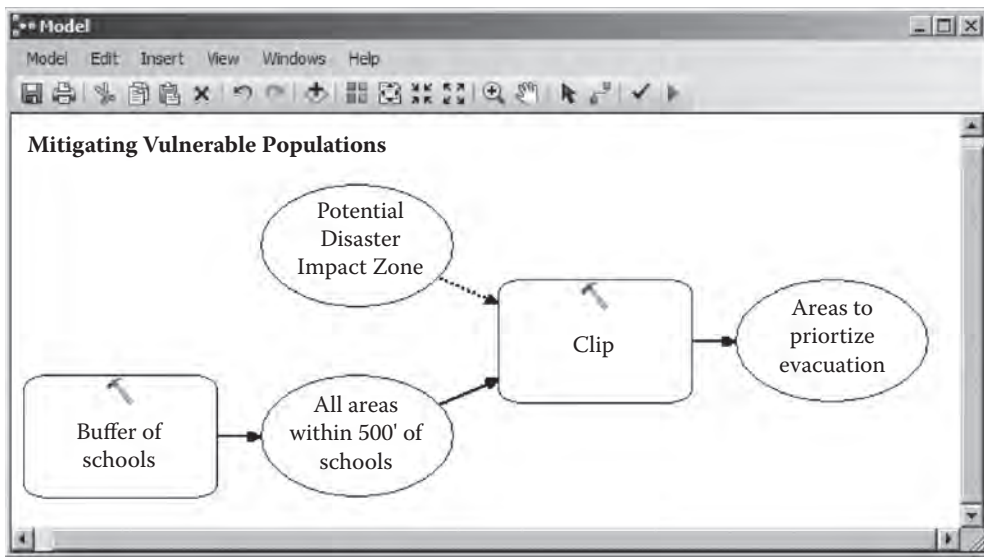 Model
Model Edit Insert View Windows Help
Mitigating Vulnerable Populations
Potential
Disaster
Impact Zone
Clip
Areas to
priortize
evacuation
Buffer of
schools
All areas
within 500' of
schools